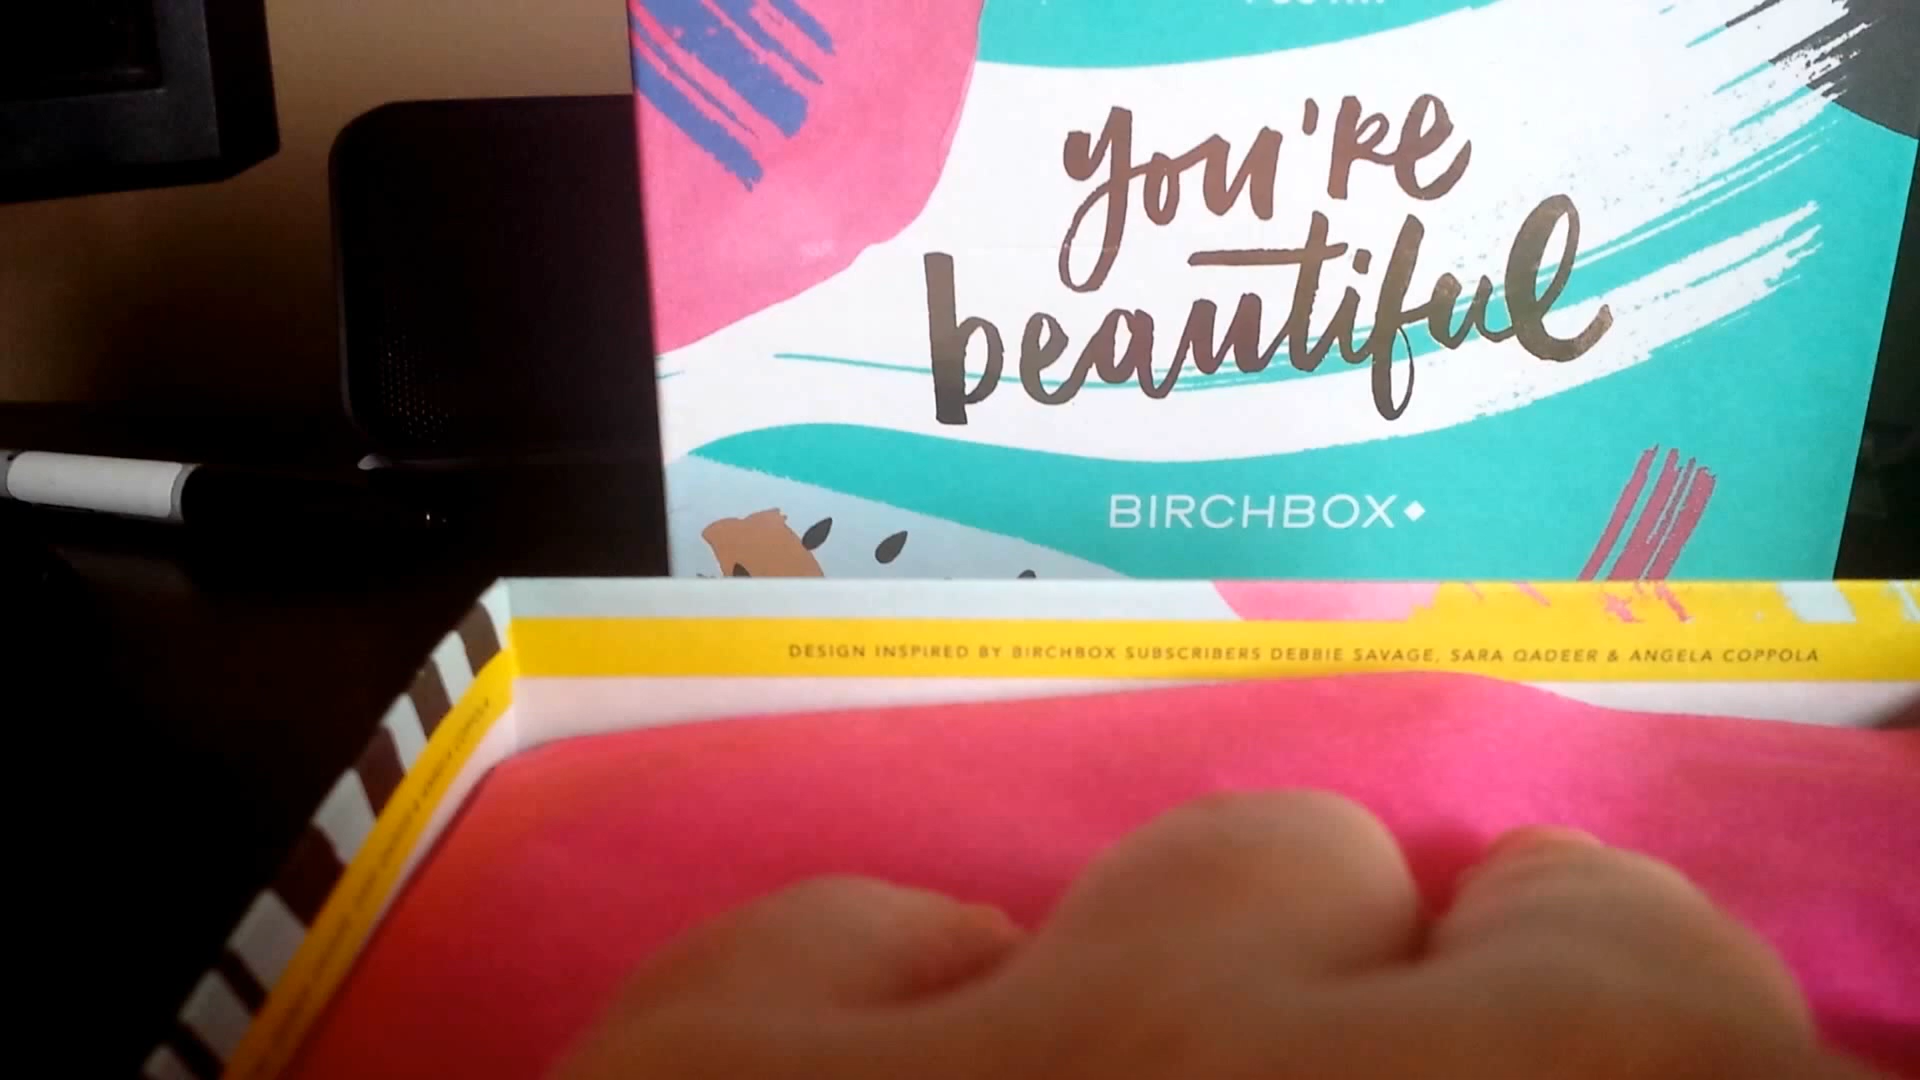 you're
beautiful
BIRCHBOX
DESIGN INSPIRED BY BIRCHBOX SUBSCRIBERS DEBBIE SAVAGE, SARA QADEER & ANGELA COPPOLA